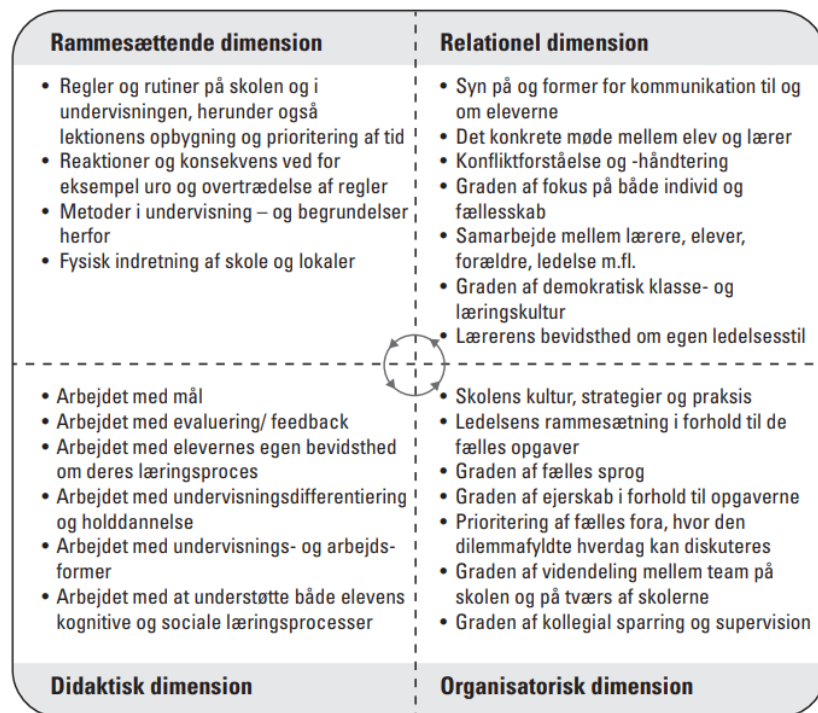 Rammesættende dimension
• Regler og rutiner på skolen og i
undervisningen, herunder også
lektionens opbygning og prioritering af tid
• Reaktioner og konsekvens ved for
eksempel uro og overtrædelse af regler
• Metoder i undervisning – og begrundelser
herfor
• Fysisk indretning af skole og lokaler
Relationel dimension
• Syn på og former for kommunikation til og
om eleverne
• Det konkrete møde mellem elev og lærer
• Konfliktforståelse og -håndtering
• Graden af fokus på både individ og
fællesskab
• Samarbejde mellem lærere, elever,
forældre, ledelse m.fl.
• Graden af demokratisk klasse- og
læringskultur
• Lærerens bevidsthed om egen ledelsesstil
• Arbejdet med mål
• Arbejdet med evaluering/ feedback
• Arbejdet med elevernes egen bevidsthed
om deres læringsproces
• Arbejdet med undervisningsdifferentiering
og holddannelse
• Arbejdet med undervisnings- og arbejds-
former
• Arbejdet med at understøtte både elevens
kognitive og sociale læringsprocesser
Didaktisk dimension
• Skolens kultur, strategier og praksis
• Ledelsens rammesætning i forhold til de
fælles opgaver
• Graden af fælles sprog
• Graden af ejerskab i forhold til opgaverne
• Prioritering af fælles fora, hvor den
dilemmafyldte hverdag kan diskuteres
• Graden af videndeling mellem team på
skolen og på tværs af skolerne
• Graden af kollegial sparring og supervision
Organisatorisk dimension